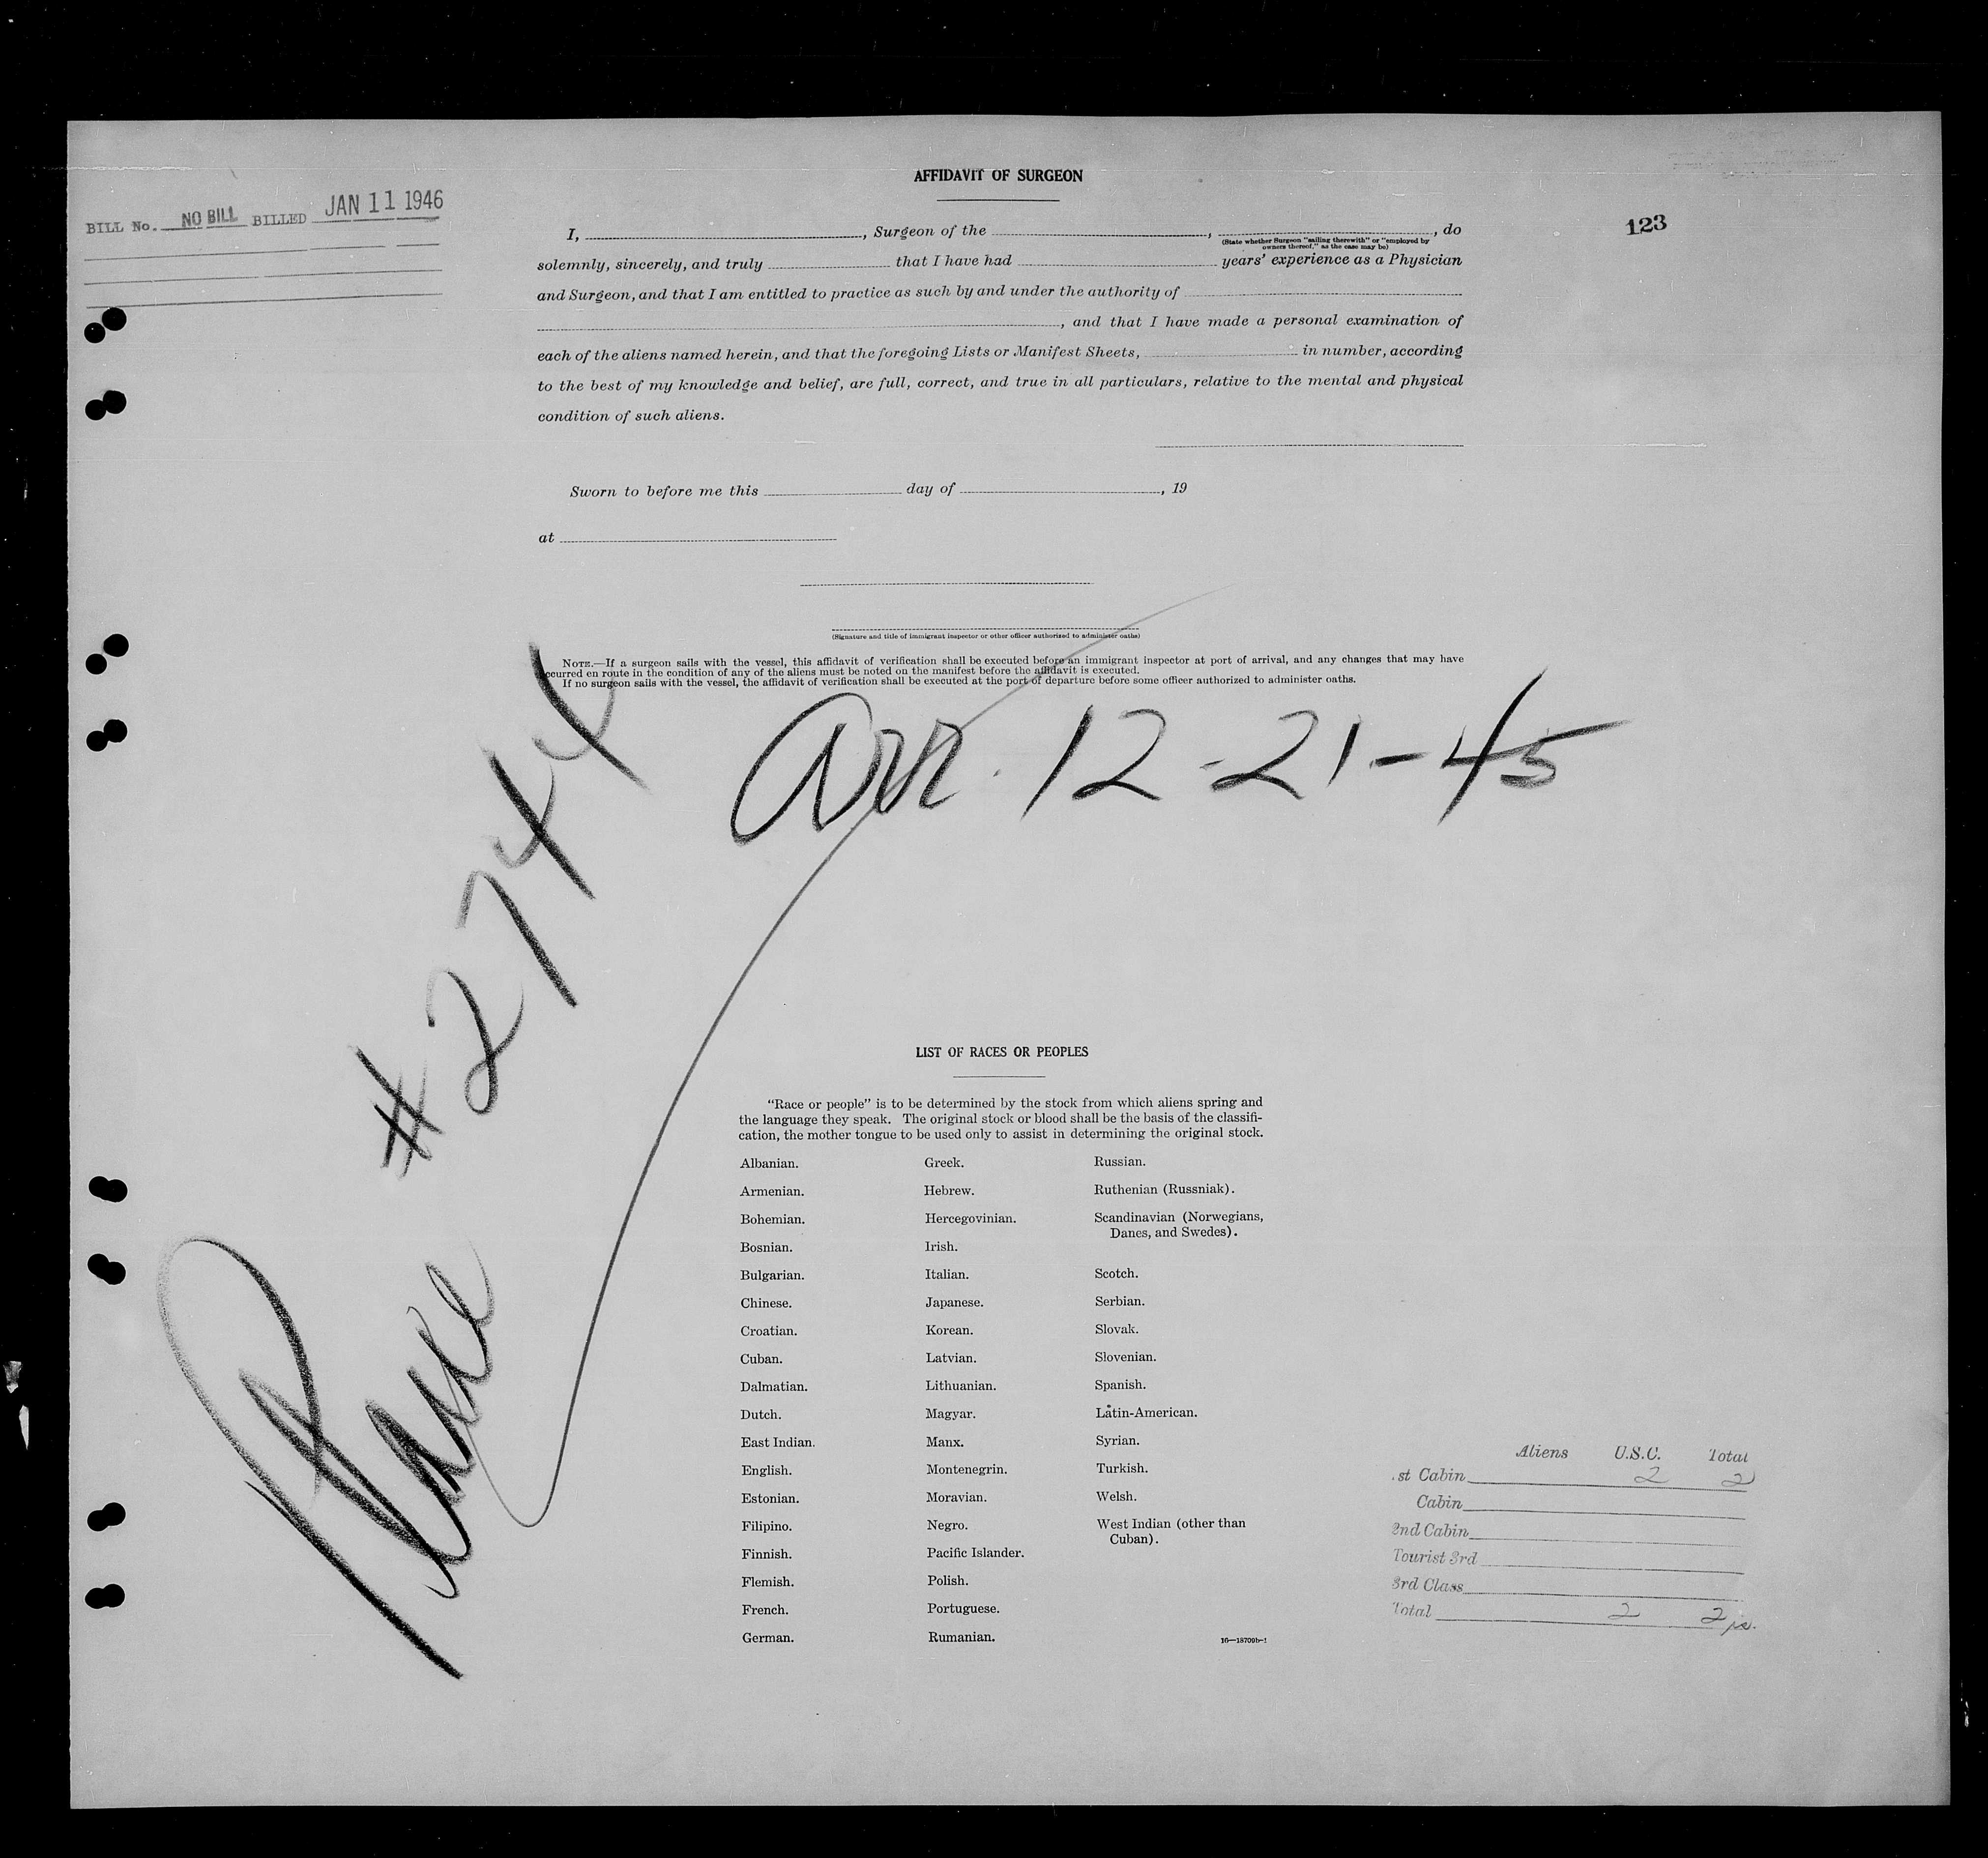 AFFIDAVIT OF SURGEON
BILL No. NO BILL BILLED JAN 11 1946
123
I, , Surgeon of the , , do
(State whether Surgeon "sailing therewith" or "employed by
owners thereof," as the case may be)
solemnly, sincerely, and truly that I have had years' experience as a Physician
and Surgeon, and that I am entitled to practice as such by and under the authority of
, and that I have made a personal examination of
each of the aliens named herein, and that the foregoing Lists or Manifest Sheets, in number, according
to the best of my knowledge and belief, are full, correct, and true in all particulars, relative to the mental and physical
condition of such aliens.
Sworn to before me this day of , 19
at
(Signature and title of immigrant inspector or other officer authorized to administer oaths)
NOTE.—If a surgeon sails with the vessel, this affidavit of verification shall be executed before an immigrant inspector at port of arrival, and any changes that may have
occurred en route in the condition of any of the aliens must be noted on the manifest before the affidavit is executed.
If no surgeon sails with the vessel, the affidavit of verification shall be executed at the port of departure before some officer authorized to administer oaths.
Arr. 12-21-45
Plane #2744
LIST OF RACES OR PEOPLES
"Race or people" is to be determined by the stock from which aliens spring and
the language they speak. The original stock or blood shall be the basis of the classifi-
cation, the mother tongue to be used only to assist in determining the original stock.
Albanian.
Armenian.
Bohemian.
Bosnian.
Bulgarian.
Chinese.
Croatian.
Cuban.
Dalmatian.
Dutch.
East Indian.
English.
Estonian.
Filipino.
Finnish.
Flemish.
French.
German.
Greek.
Hebrew.
Hercegovinian.
Irish.
Italian.
Japanese.
Korean.
Latvian.
Lithuanian.
Magyar.
Manx.
Montenegrin.
Moravian.
Negro.
Pacific Islander.
Polish.
Portuguese.
Rumanian.
Russian.
Ruthenian (Russniak).
Scandinavian (Norwegians,
Danes, and Swedes).
Scotch.
Serbian.
Slovak.
Slovenian.
Spanish.
Latin-American.
Syrian.
Turkish.
Welsh.
West Indian (other than
Cuban).
16—18709b-1
Aliens U.S.C. Total
st Cabin 2 2
Cabin
2nd Cabin
Tourist 3rd
3rd Class
Total 2 2